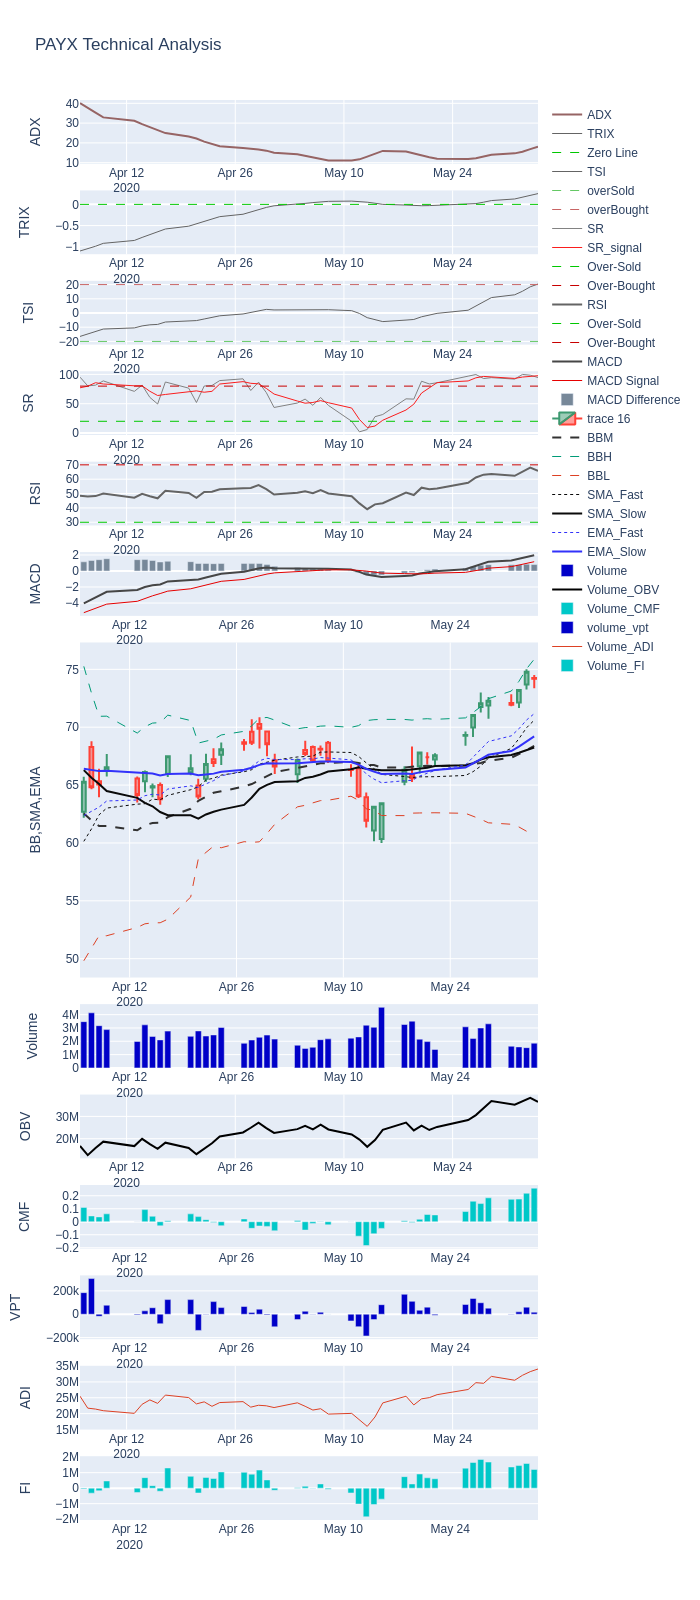 PAYX Technical Analysis
ADX
40
30
20
10
Apr 12
2020
Apr 26
May 10
May 24
TRIX
0
−0.5
−1
Apr 12
2020
Apr 26
May 10
May 24
TSI
20
10
0
−10
−20
Apr 12
2020
Apr 26
May 10
May 24
SR
100
50
0
Apr 12
2020
Apr 26
May 10
May 24
RSI
70
60
50
40
30
Apr 12
2020
Apr 26
May 10
May 24
MACD
2
0
−2
−4
Apr 12
2020
Apr 26
May 10
May 24
BB,SMA,EMA
75
70
65
60
55
50
Apr 12
2020
Apr 26
May 10
May 24
Volume
4M
3M
2M
1M
0
Apr 12
2020
Apr 26
May 10
May 24
OBV
30M
20M
Apr 12
2020
Apr 26
May 10
May 24
CMF
0.2
0.1
0
−0.1
−0.2
Apr 12
2020
Apr 26
May 10
May 24
VPT
200k
0
−200k
Apr 12
2020
Apr 26
May 10
May 24
ADI
35M
30M
25M
20M
15M
Apr 12
2020
Apr 26
May 10
May 24
FI
2M
1M
0
−1M
−2M
Apr 12
2020
Apr 26
May 10
May 24
ADX
TRIX
Zero Line
TSI
overSold
overBought
SR
SR_signal
Over-Sold
Over-Bought
RSI
Over-Sold
Over-Bought
MACD
MACD Signal
MACD Difference
trace 16
BBM
BBH
BBL
SMA_Fast
SMA_Slow
EMA_Fast
EMA_Slow
Volume
Volume_OBV
Volume_CMF
volume_vpt
Volume_ADI
Volume_FI